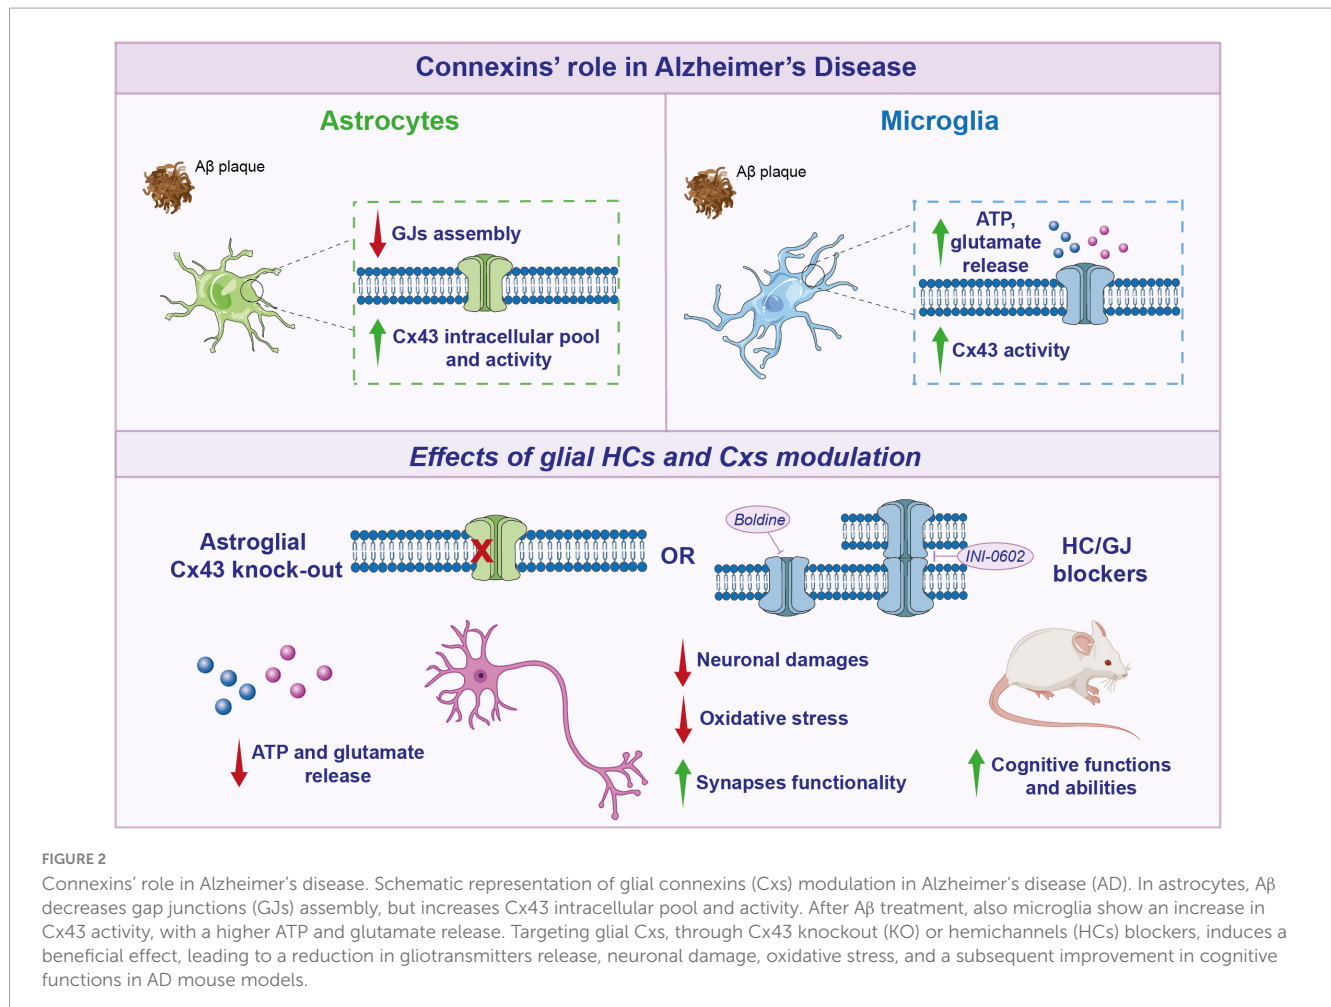 Connexins’ role in Alzheimer’s Disease
Astrocytes
Aβ plaque
GJs assembly
Cx43 intracellular pool
and activity
Microglia
Aβ plaque
ATP,
glutamate
release
Cx43 activity
Effects of glial HCs and Cxs modulation
Astroglial
Cx43 knock-out
X
OR
Boldine
INI-0602
HC/GJ
blockers
ATP and glutamate
release
Neuronal damages
Oxidative stress
Synapses functionality
Cognitive functions
and abilities
FIGURE 2
Connexins’ role in Alzheimer’s disease. Schematic representation of glial connexins (Cxs) modulation in Alzheimer’s disease (AD). In astrocytes, Aβ
decreases gap junctions (GJs) assembly, but increases Cx43 intracellular pool and activity. After Aβ treatment, also microglia show an increase in
Cx43 activity, with a higher ATP and glutamate release. Targeting glial Cxs, through Cx43 knockout (KO) or hemichannels (HCs) blockers, induces a
beneficial effect, leading to a reduction in gliotransmitters release, neuronal damage, oxidative stress, and a subsequent improvement in cognitive
functions in AD mouse models.